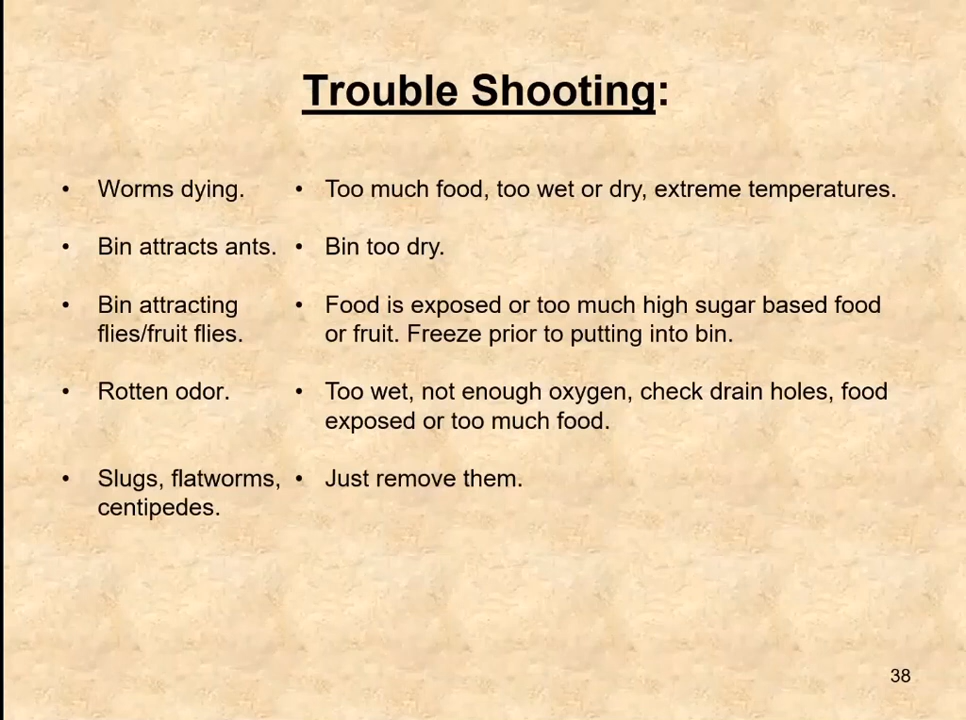 Trouble Shooting:
• Worms dying.
• Too much food, too wet or dry, extreme temperatures.
• Bin attracts ants.
• Bin too dry.
• Bin attracting
flies/fruit flies.
• Food is exposed or too much high sugar based food
or fruit. Freeze prior to putting into bin.
• Rotten odor.
• Too wet, not enough oxygen, check drain holes, food
exposed or too much food.
• Slugs, flatworms,
centipedes.
• Just remove them.
38